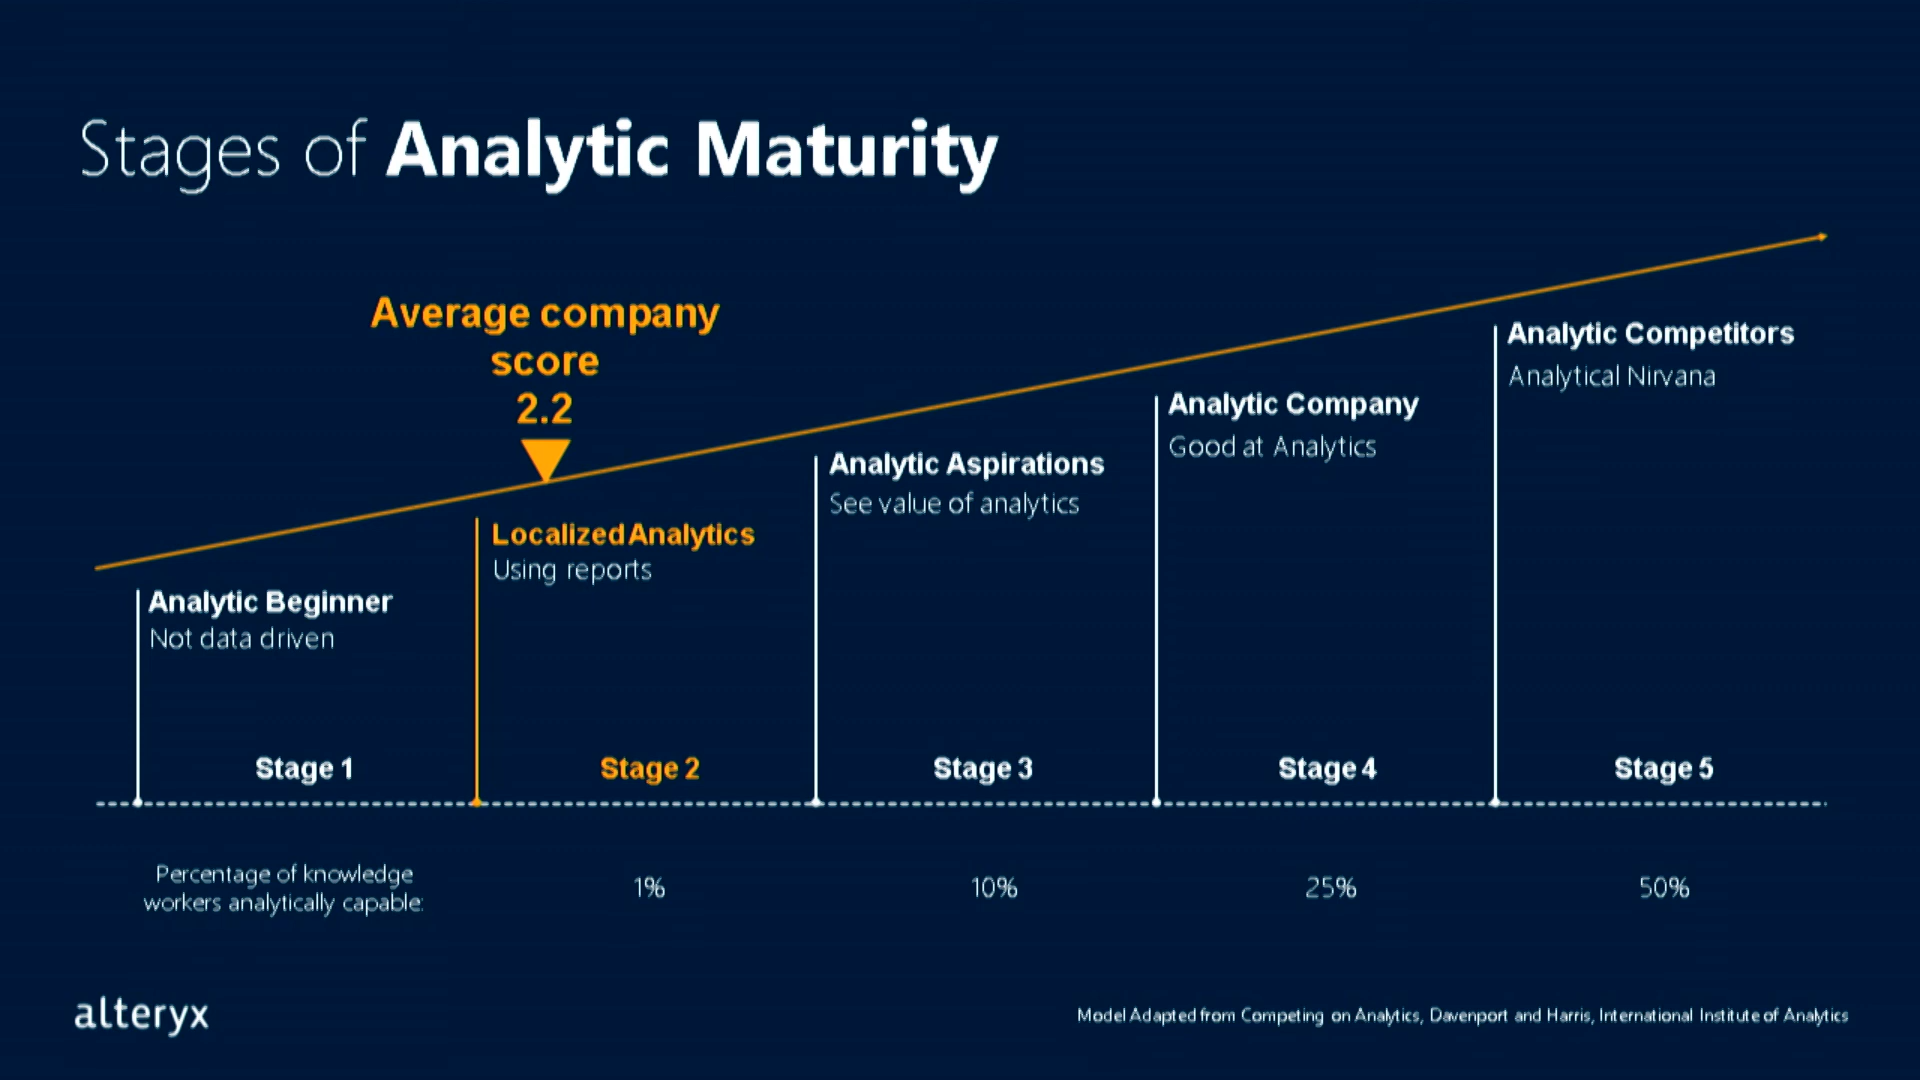 Stages of Analytic Maturity
Average company
score
2.2
Analytic Competitors
Analytical Nirvana
Analytic Company
Good at Analytics
Analytic Aspirations
See value of analytics
Localized Analytics
Using reports
Analytic Beginner
Not data driven
Stage 1
Stage 2
Stage 3
Stage 4
Stage 5
Percentage of knowledge
workers analytically capable:
1%
10%
25%
50%
alteryx
Model Adapted from Competing on Analytics, Davenport and Harris, International Institute of Analytics